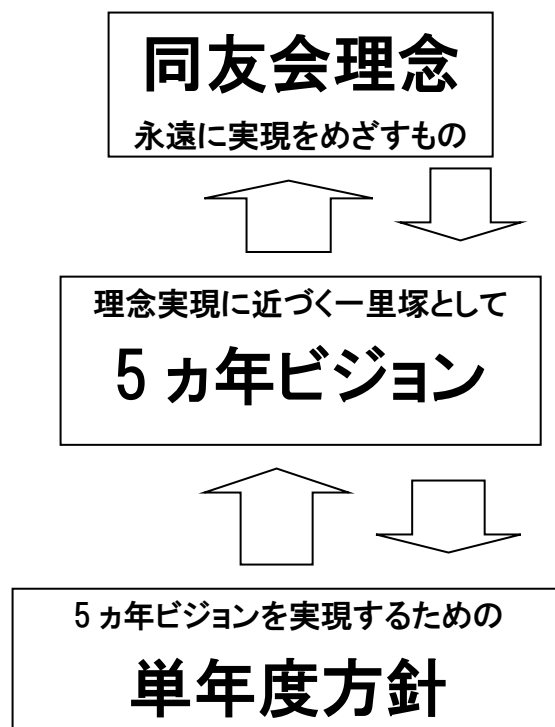 同友会理念
永遠に実現をめざすもの
理念実現に近づく一里塚として
5ヵ年ビジョン
5ヵ年ビジョンを実現するための
単年度方針